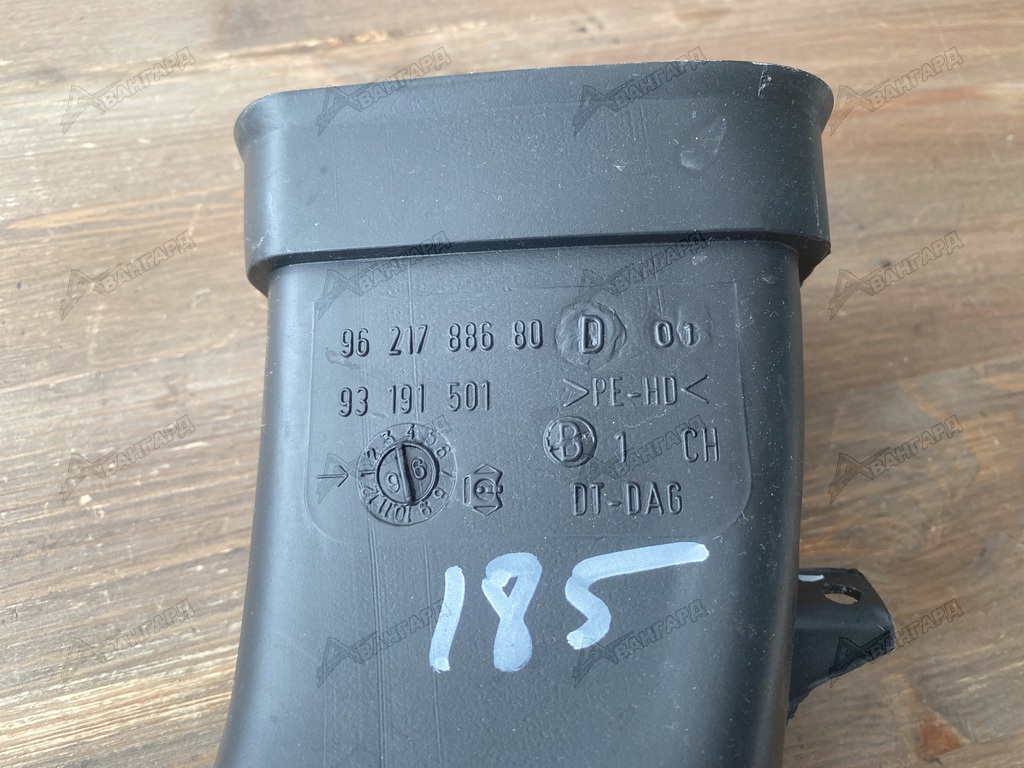 96 217 886 80 D 01
93 191 501 >PE-HD<
B 1 CH
DT-DAG
185
АВАНГАРД